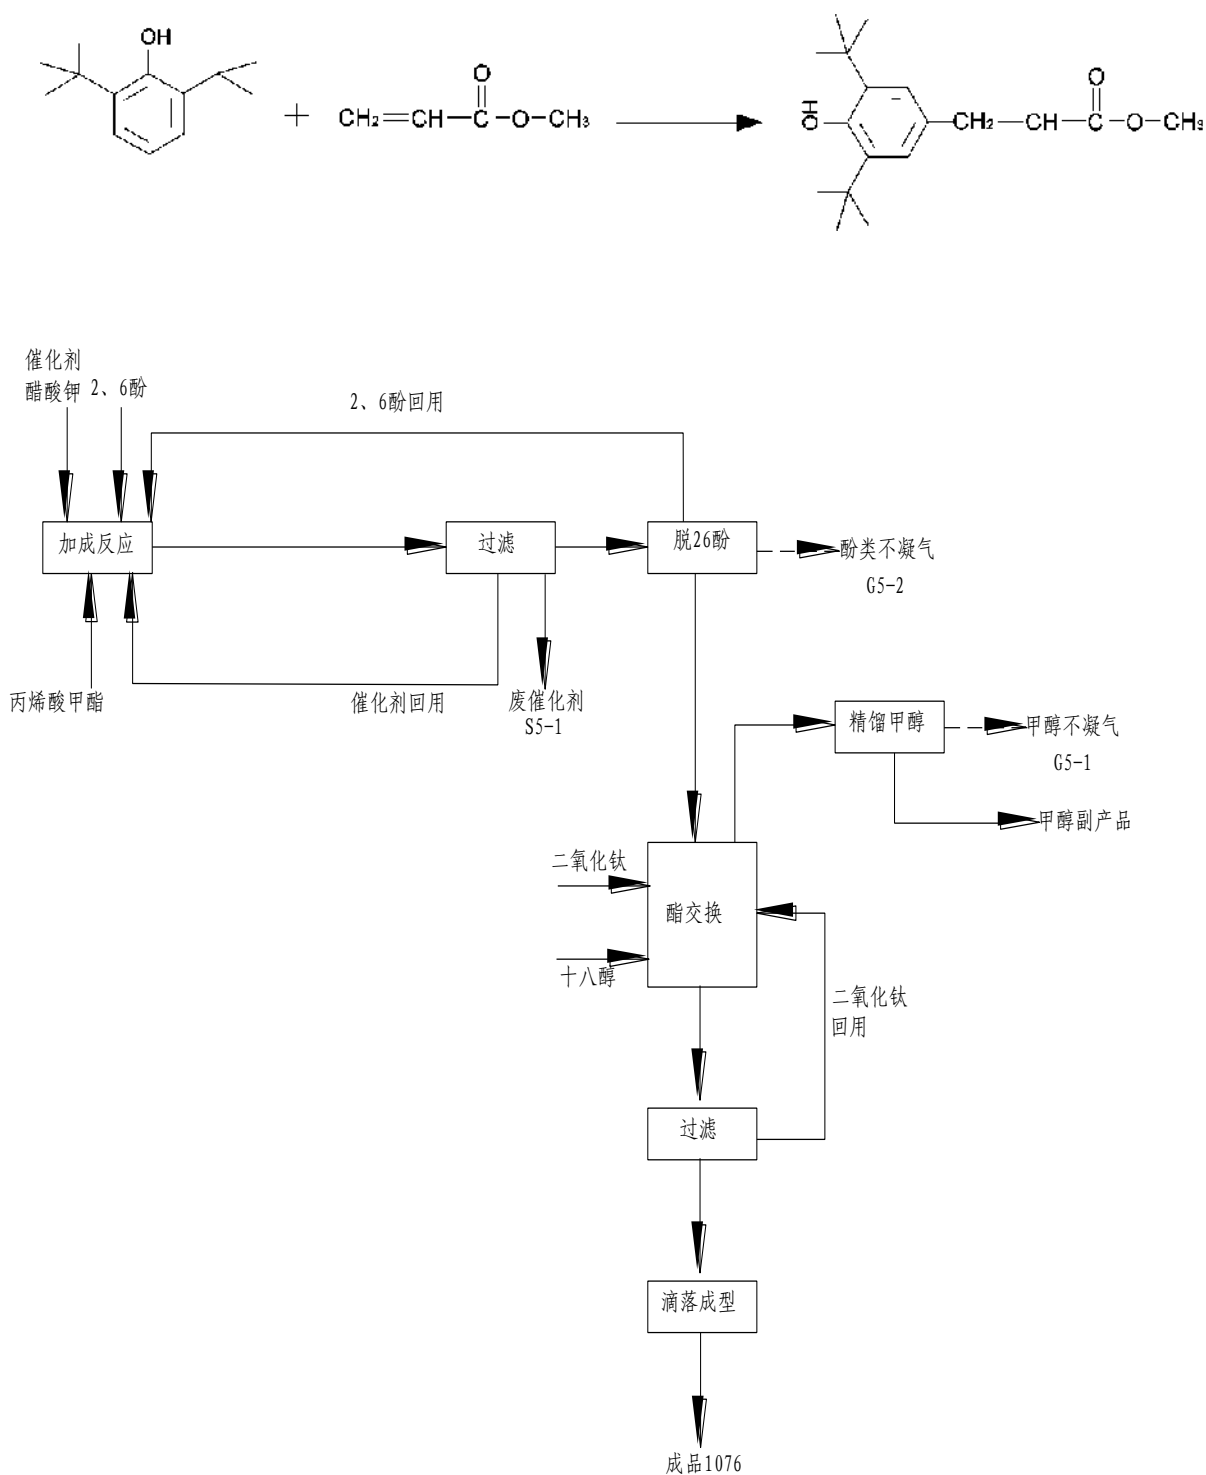 OH
+
CH2=CH-C-O-CH3
O
OH
CH2-CH-C-O-CH3
O
催化剂
醋酸钾
2、6酚
2、6酚回用
加成反应
过滤
脱26酚
酚类不凝气
G5-2
丙烯酸甲酯
催化剂回用
废催化剂
S5-1
精馏甲醇
甲醇不凝气
G5-1
甲醇副产品
二氧化钛
酯交换
十八醇
二氧化钛
回用
过滤
滴落成型
成品1076